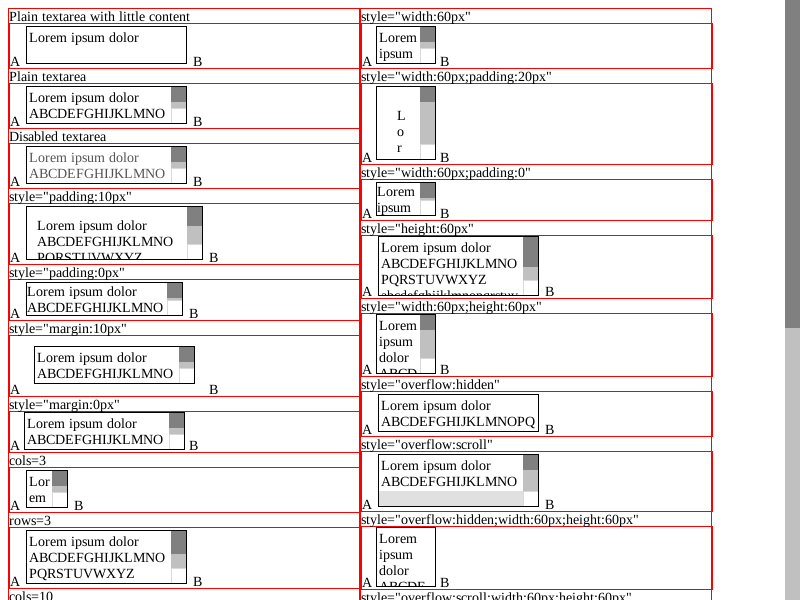 Plain textarea with little content
Lorem ipsum dolor
A B
Plain textarea
Lorem ipsum dolor
ABCDEFGHIJKLMNO
A B
Disabled textarea
Lorem ipsum dolor
ABCDEFGHIJKLMNO
A B
style="padding:10px"
Lorem ipsum dolor
ABCDEFGHIJKLMNO
PQRSTUVWXYZ
A B
style="padding:0px"
Lorem ipsum dolor
ABCDEFGHIJKLMNO
A B
style="margin:10px"
Lorem ipsum dolor
ABCDEFGHIJKLMNO
A B
style="margin:0px"
Lorem ipsum dolor
ABCDEFGHIJKLMNO
A B
cols=3
Lor
em
A B
rows=3
Lorem ipsum dolor
ABCDEFGHIJKLMNO
PQRSTUVWXYZ
A B
cols=10
style="width:60px"
Lorem
ipsum
A B
style="width:60px;padding:20px"
L
o
r
A B
style="width:60px;padding:0"
Lorem
ipsum
A B
style="height:60px"
Lorem ipsum dolor
ABCDEFGHIJKLMNO
PQRSTUVWXYZ
abcdefghijklmnopqrstuv
A B
style="width:60px;height:60px"
Lorem
ipsum
dolor
ABCD
A B
style="overflow:hidden"
Lorem ipsum dolor
ABCDEFGHIJKLMNOPQ
A B
style="overflow:scroll"
Lorem ipsum dolor
ABCDEFGHIJKLMNO
A B
style="overflow:hidden;width:60px;height:60px"
Lorem
ipsum
dolor
ABCDE
A B
style="overflow:scroll;width:60px;height:60px"